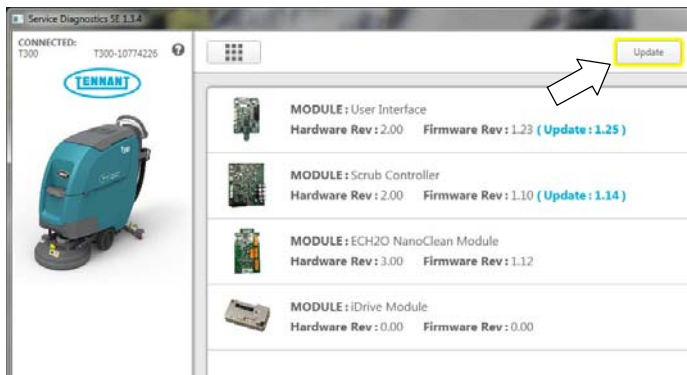 Service Diagnostics SE 1.3.4
CONNECTED:
T300 T300-10774226 ?
TENNANT
Update
MODULE: User Interface
Hardware Rev: 2.00 Firmware Rev: 1.23 ( Update: 1.25 )
MODULE: Scrub Controller
Hardware Rev: 2.00 Firmware Rev: 1.10 ( Update: 1.14 )
MODULE: ECH2O NanoClean Module
Hardware Rev: 3.00 Firmware Rev: 1.12
MODULE: iDrive Module
Hardware Rev: 0.00 Firmware Rev: 0.00